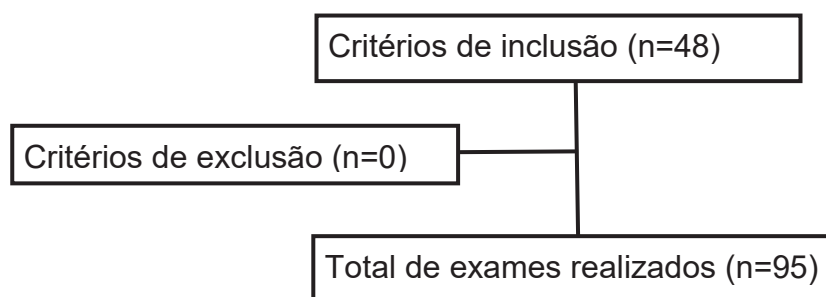 Critérios de inclusão (n=48)
Critérios de exclusão (n=0)
Total de exames realizados (n=95)